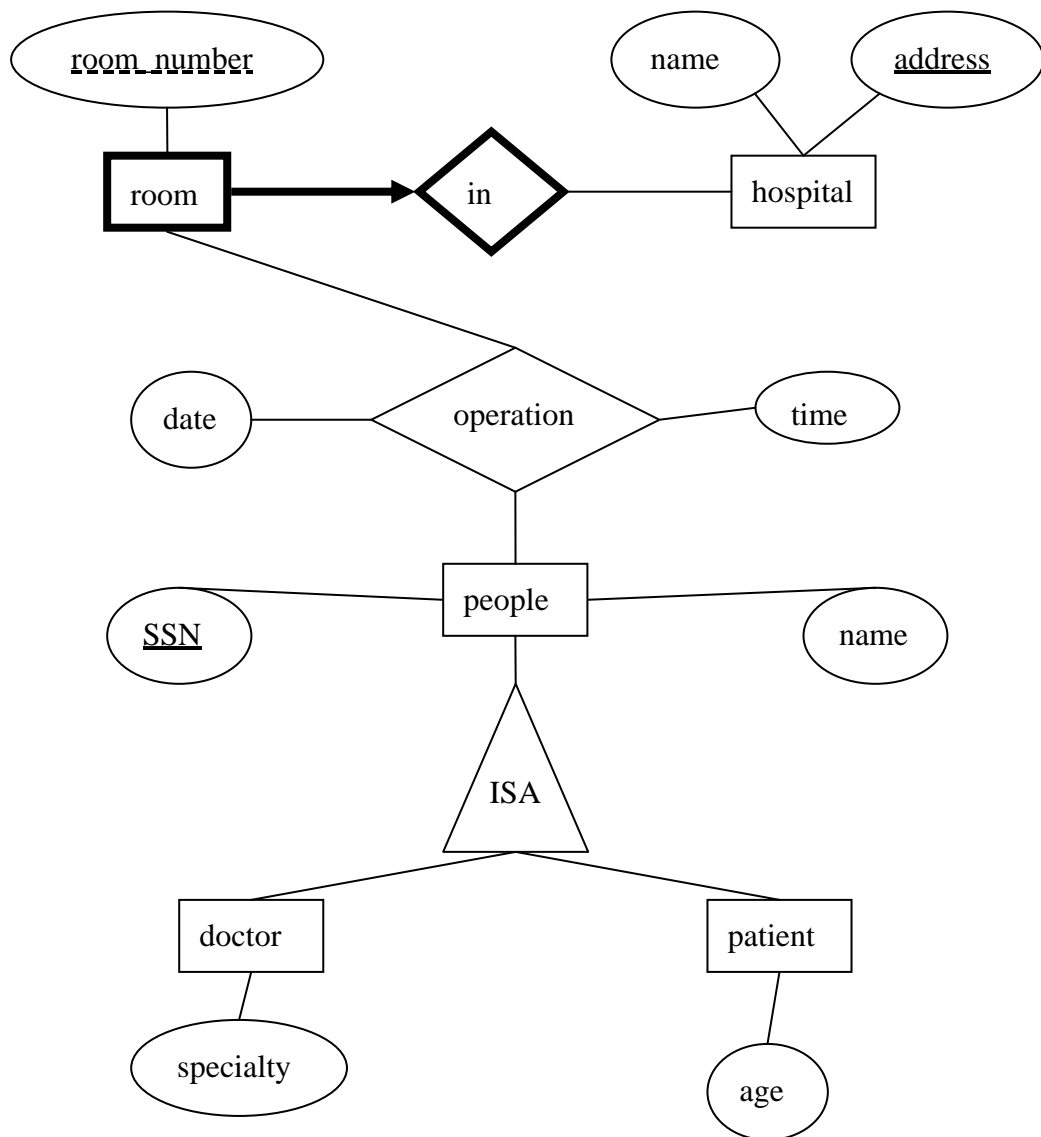 room_number
name
address
room
in
hospital
date
operation
time
people
SSN
name
ISA
doctor
patient
specialty
age